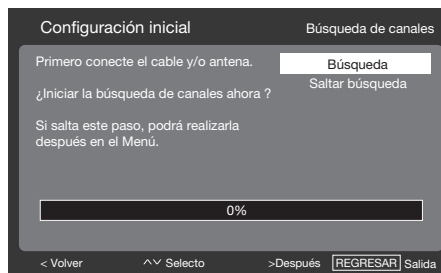 Configuración inicial
Búsqueda de canales
Primero conecte el cable y/o antena.
¿Iniciar la búsqueda de canales ahora ?
Si salta este paso, podrá realizarla
después en el Menú.
Búsqueda
Saltar búsqueda
0%
< Volver
^˅ Selecto
>Después
REGRESAR Salida